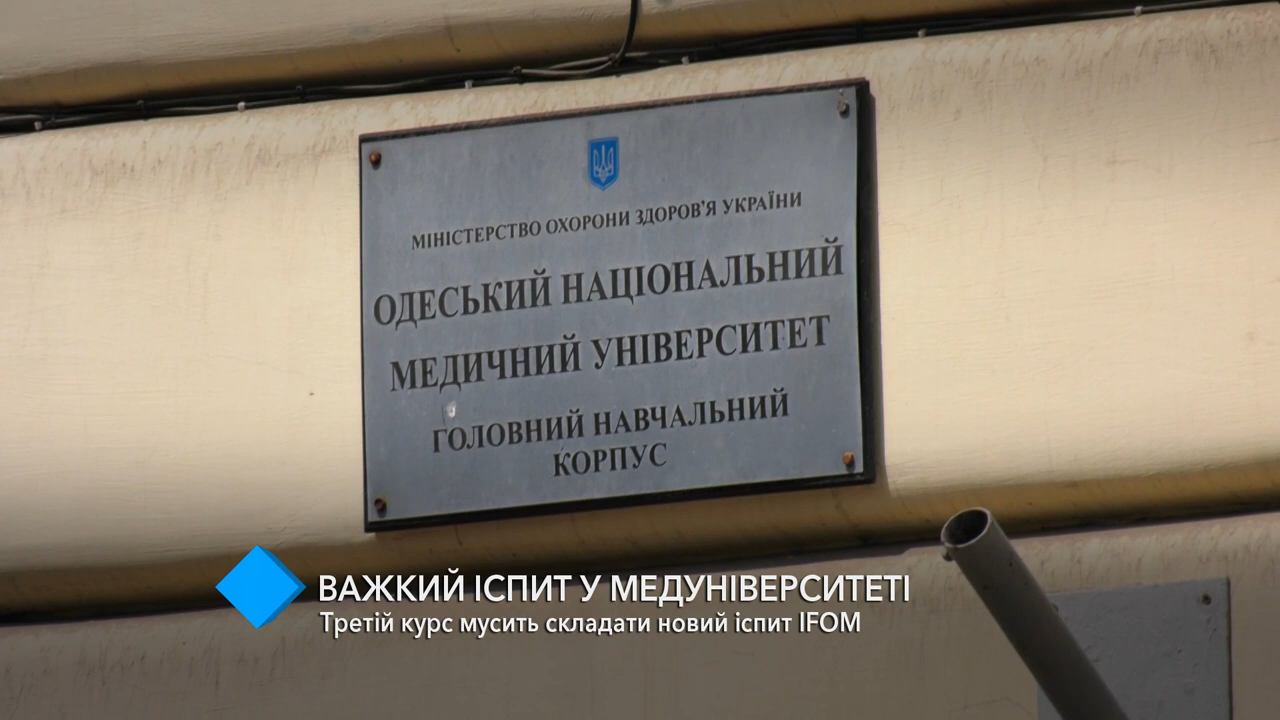 МІНІСТЕРСТВО ОХОРОНИ ЗДОРОВ'Я УКРАЇНИ
ОДЕСЬКИЙ НАЦІОНАЛЬНИЙ
МЕДИЧНИЙ УНІВЕРСИТЕТ
ГОЛОВНИЙ НАВЧАЛЬНИЙ
КОРПУС
ВАЖКИЙ ІСПИТ У МЕДУНІВЕРСИТЕТІ
Третій курс мусить складати новий іспит IFOM